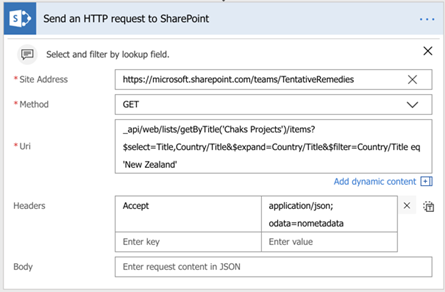 Send an HTTP request to SharePoint
Select and filter by lookup field.
* Site Address
https://microsoft.sharepoint.com/teams/TentativeRemedies
* Method
GET
* Uri
_api/web/lists/getByTitle('Chaks Projects')/items?
$select=Title,Country/Title&$expand=Country/Title&$filter=Country/Title eq
'New Zealand'
Add dynamic content
Headers
Accept
application/json;
odata=nometadata
Enter key
Enter value
Body
Enter request content in JSON